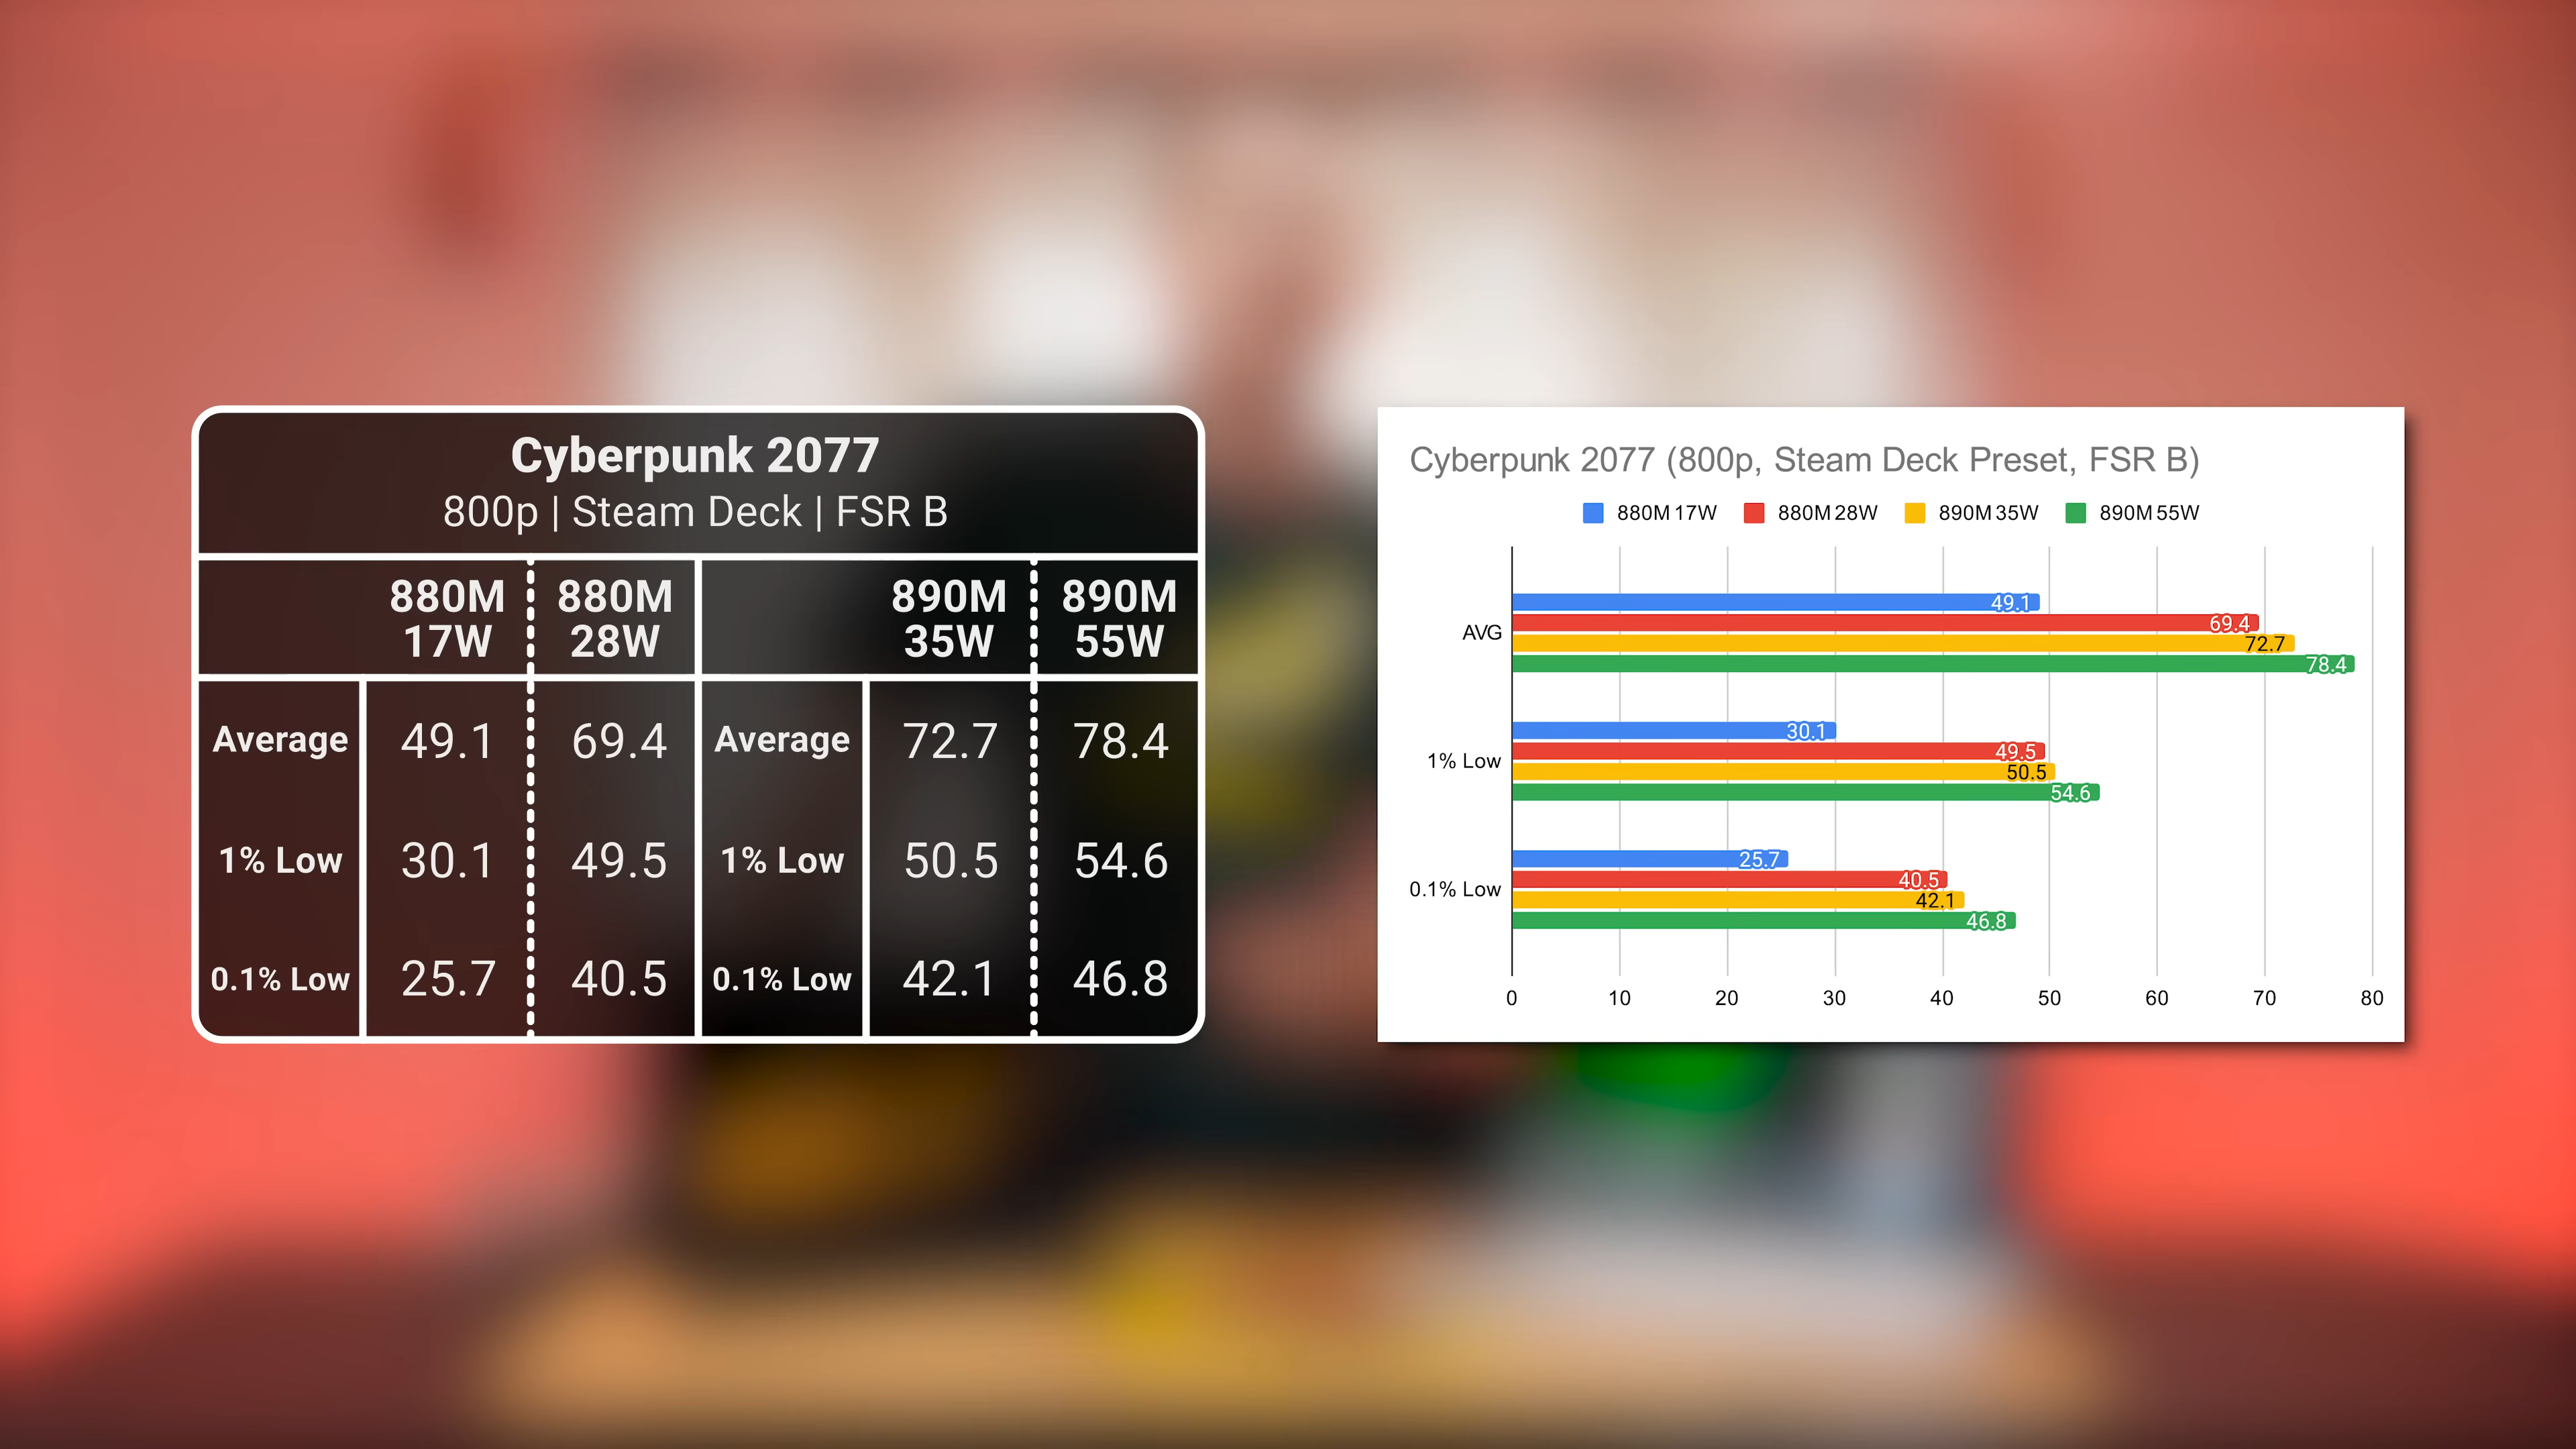 Cyberpunk 2077
800p | Steam Deck | FSR B
880M 17W 880M 28W 890M 35W 890M 55W
Average 49.1 69.4 Average 72.7 78.4
1% Low 30.1 49.5 1% Low 50.5 54.6
0.1% Low 25.7 40.5 0.1% Low 42.1 46.8
Cyberpunk 2077 (800p, Steam Deck Preset, FSR B)
880M 17W 880M 28W 890M 35W 890M 55W
49.1
69.4
AVG
72.7
78.4
30.1
49.5
1% Low
50.5
54.6
25.7
40.5
0.1% Low
42.1
46.8
0 10 20 30 40 50 60 70 80